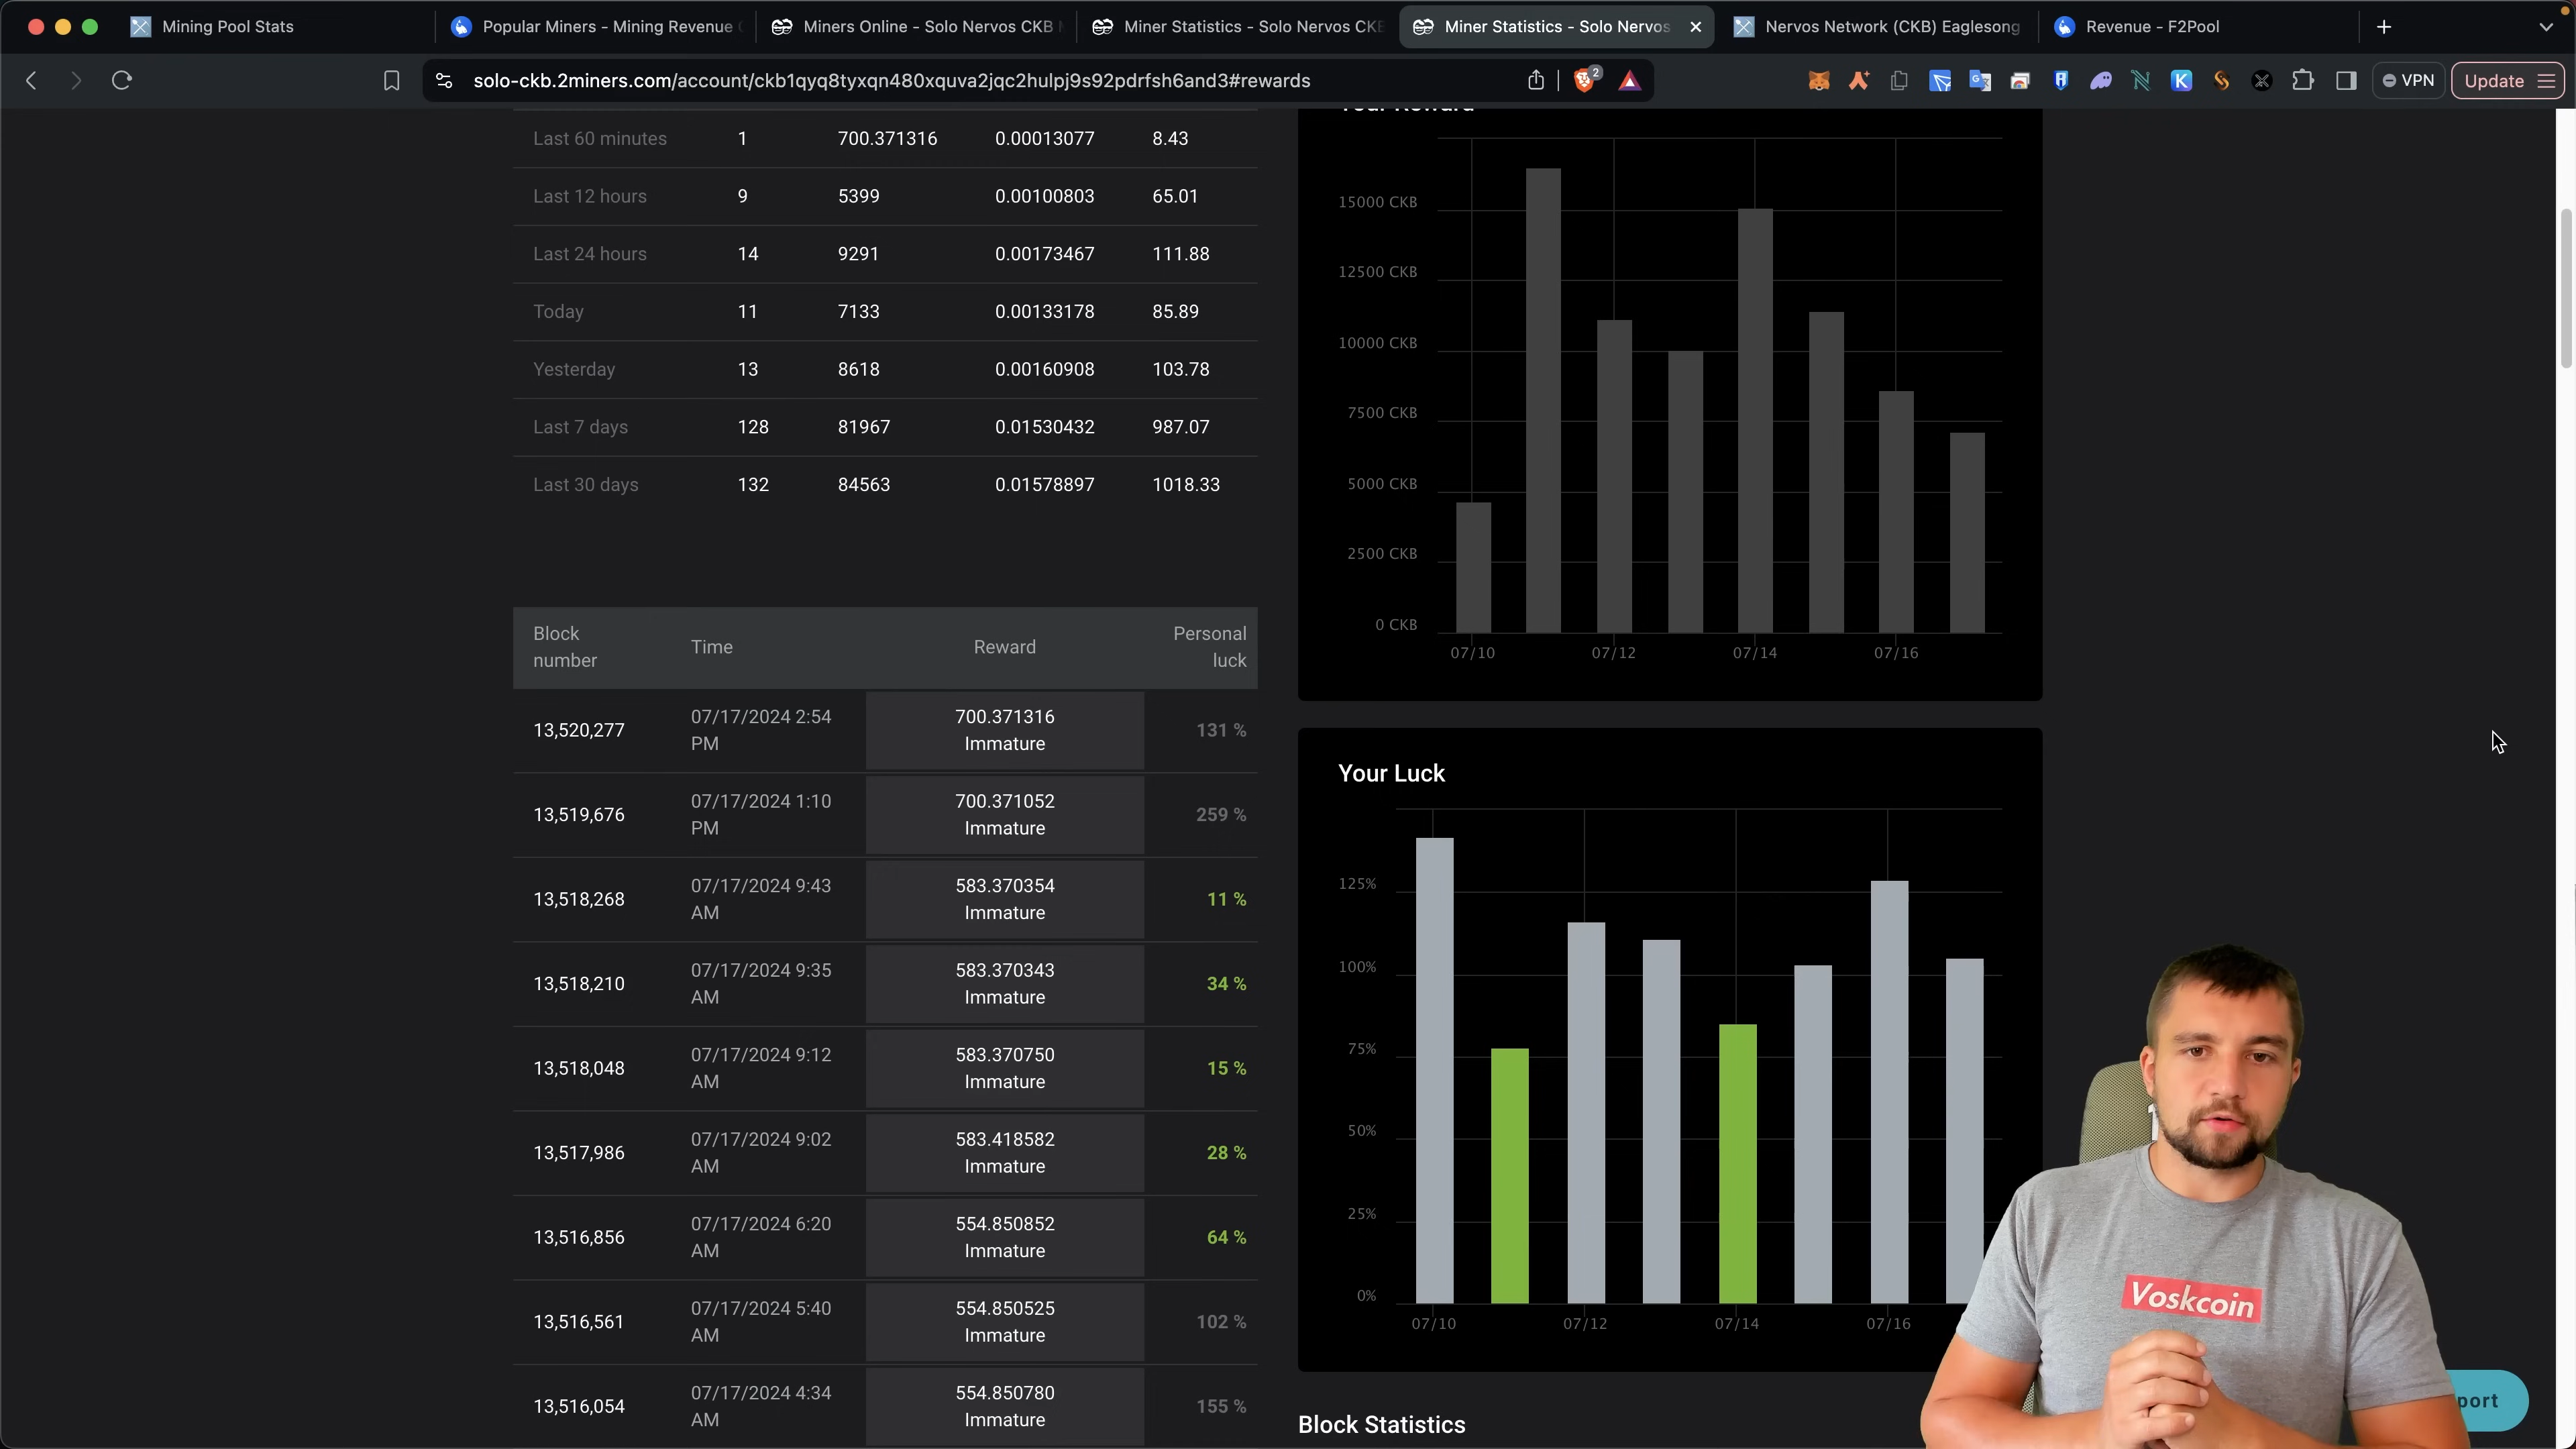 Mining Pool Stats
Popular Miners - Mining Revenue
Miners Online - Solo Nervos CKB
Miner Statistics - Solo Nervos CKB
Miner Statistics - Solo Nervos
Nervos Network (CKB) Eaglesong
Revenue - F2Pool
solo-ckb.2miners.com/account/ckb1qyq8tyxqn480xquva2jqc2hulpj9s92pdrfsh6and3#rewards
2
VPN
Update
Last 60 minutes 1 700.371316 0.00013077 8.43
Last 12 hours 9 5399 0.00100803 65.01
Last 24 hours 14 9291 0.00173467 111.88
Today 11 7133 0.00133178 85.89
Yesterday 13 8618 0.00160908 103.78
Last 7 days 128 81967 0.01530432 987.07
Last 30 days 132 84563 0.01578897 1018.33
Block number Time Reward Personal luck
13,520,277 07/17/2024 2:54 PM 700.371316 Immature 131 %
13,519,676 07/17/2024 1:10 PM 700.371052 Immature 259 %
13,518,268 07/17/2024 9:43 AM 583.370354 Immature 11 %
13,518,210 07/17/2024 9:35 AM 583.370343 Immature 34 %
13,518,048 07/17/2024 9:12 AM 583.370750 Immature 15 %
13,517,986 07/17/2024 9:02 AM 583.418582 Immature 28 %
13,516,856 07/17/2024 6:20 AM 554.850852 Immature 64 %
13,516,561 07/17/2024 5:40 AM 554.850525 Immature 102 %
13,516,054 07/17/2024 4:34 AM 554.850780 Immature 155 %
Your Reward
15000 CKB
12500 CKB
10000 CKB
7500 CKB
5000 CKB
2500 CKB
0 CKB
07/10 07/12 07/14 07/16
Your Luck
125%
100%
75%
50%
25%
0%
07/10 07/12 07/14 07/16
Block Statistics
Voskcoin
port